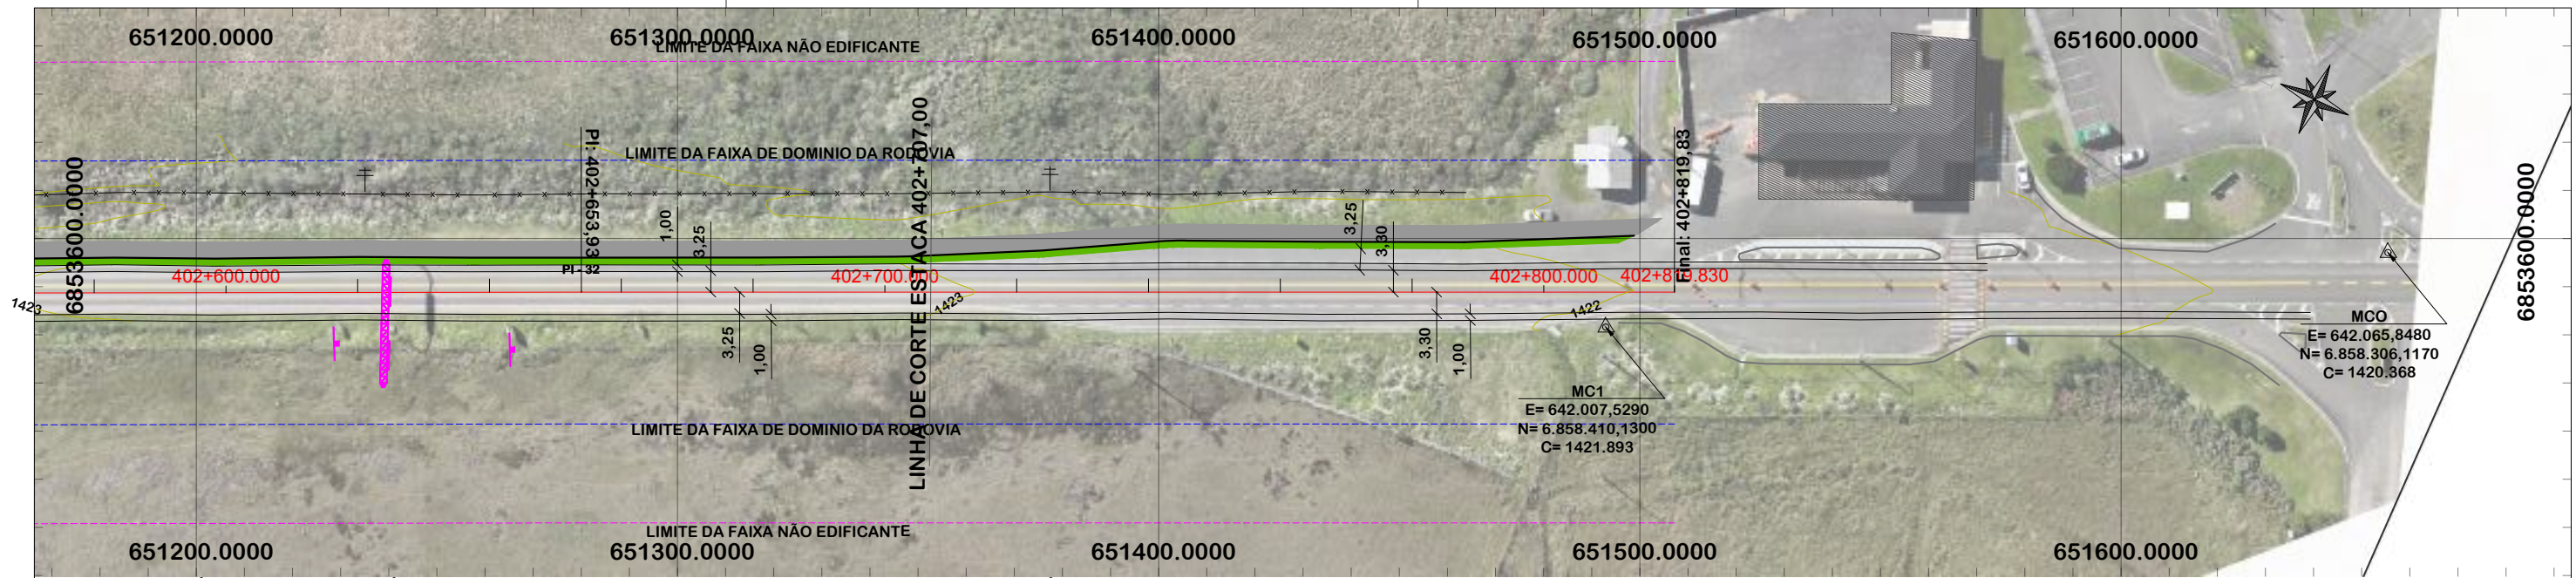 651200.0000
651300.0000
651400.0000
651500.0000
651600.0000
LIMITE DA FAIXA NÃO EDIFICANTE
LIMITE DA FAIXA DE DOMINIO DA RODOVIA
6853600.0000
PI: 402+653,93
PI - 32
LINHA DE CORTE ESTACA 402+707,00
Final: 402+819,83
6853600.0000
1,00
3,25
3,25
3,30
402+600.000
402+700.000
402+800.000
402+819.830
1423
1423
1422
3,25
1,00
3,30
1,00
MCO
E= 642.065,8480
N= 6.858.306,1170
C= 1420.368
MC1
E= 642.007,5290
N= 6.858.410,1300
C= 1421.893
LIMITE DA FAIXA DE DOMINIO DA RODOVIA
LIMITE DA FAIXA NÃO EDIFICANTE
651200.0000
651300.0000
651400.0000
651500.0000
651600.0000